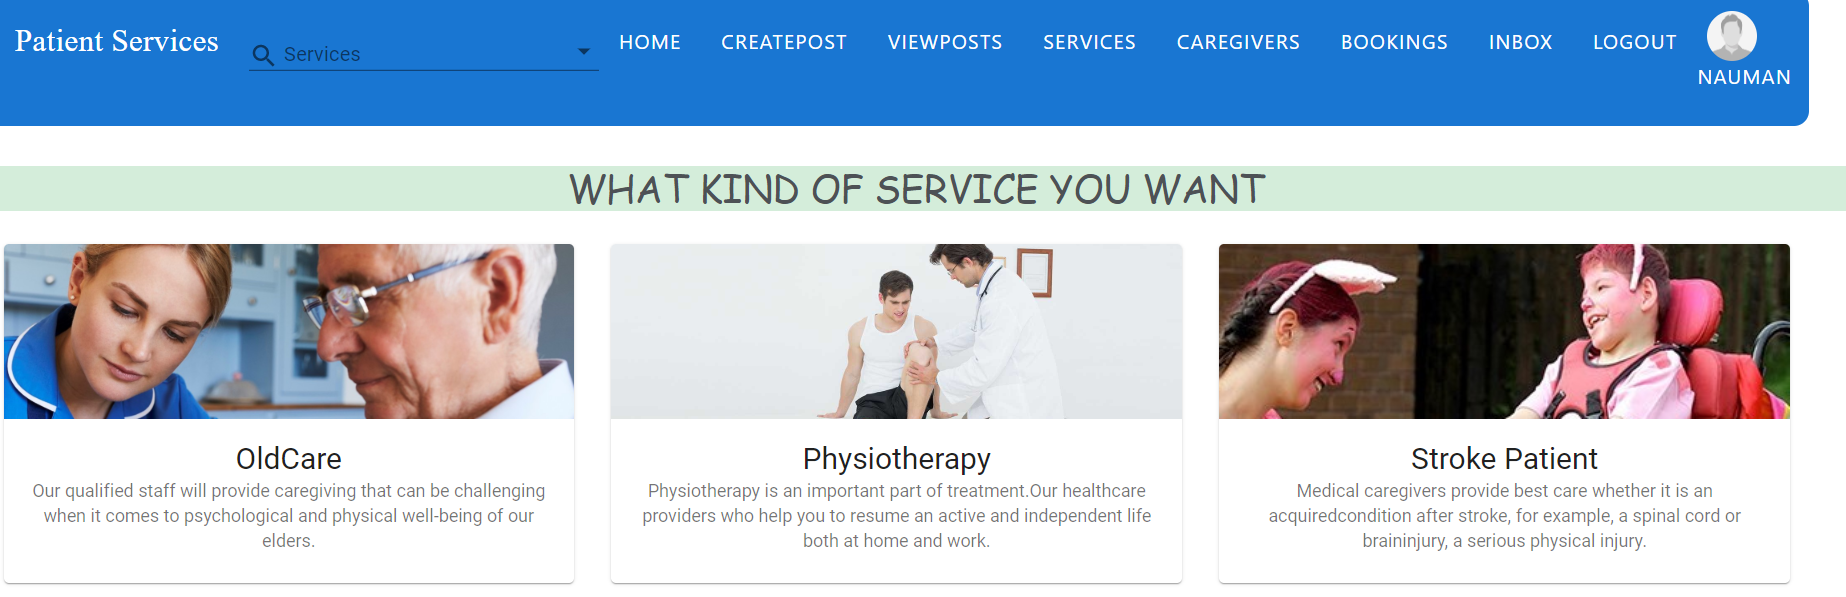 Patient Services
Services
HOME CREATEPOST VIEWPOSTS SERVICES CAREGIVERS BOOKINGS INBOX LOGOUT
NAUMAN
WHAT KIND OF SERVICE YOU WANT
OldCare
Our qualified staff will provide caregiving that can be challenging
when it comes to psychological and physical well-being of our
elders.
Physiotherapy
Physiotherapy is an important part of treatment.Our healthcare
providers who help you to resume an active and independent life
both at home and work.
Stroke Patient
Medical caregivers provide best care whether it is an
acquiredcondition after stroke, for example, a spinal cord or
braininjury, a serious physical injury.